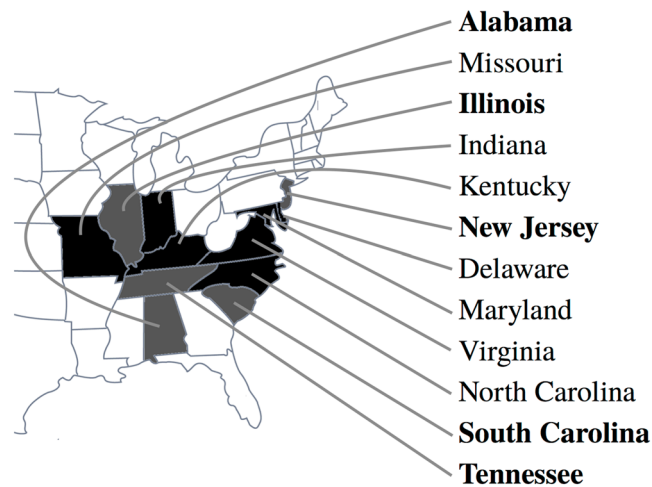 Alabama
Missouri
Illinois
Indiana
Kentucky
New Jersey
Delaware
Maryland
Virginia
North Carolina
South Carolina
Tennessee